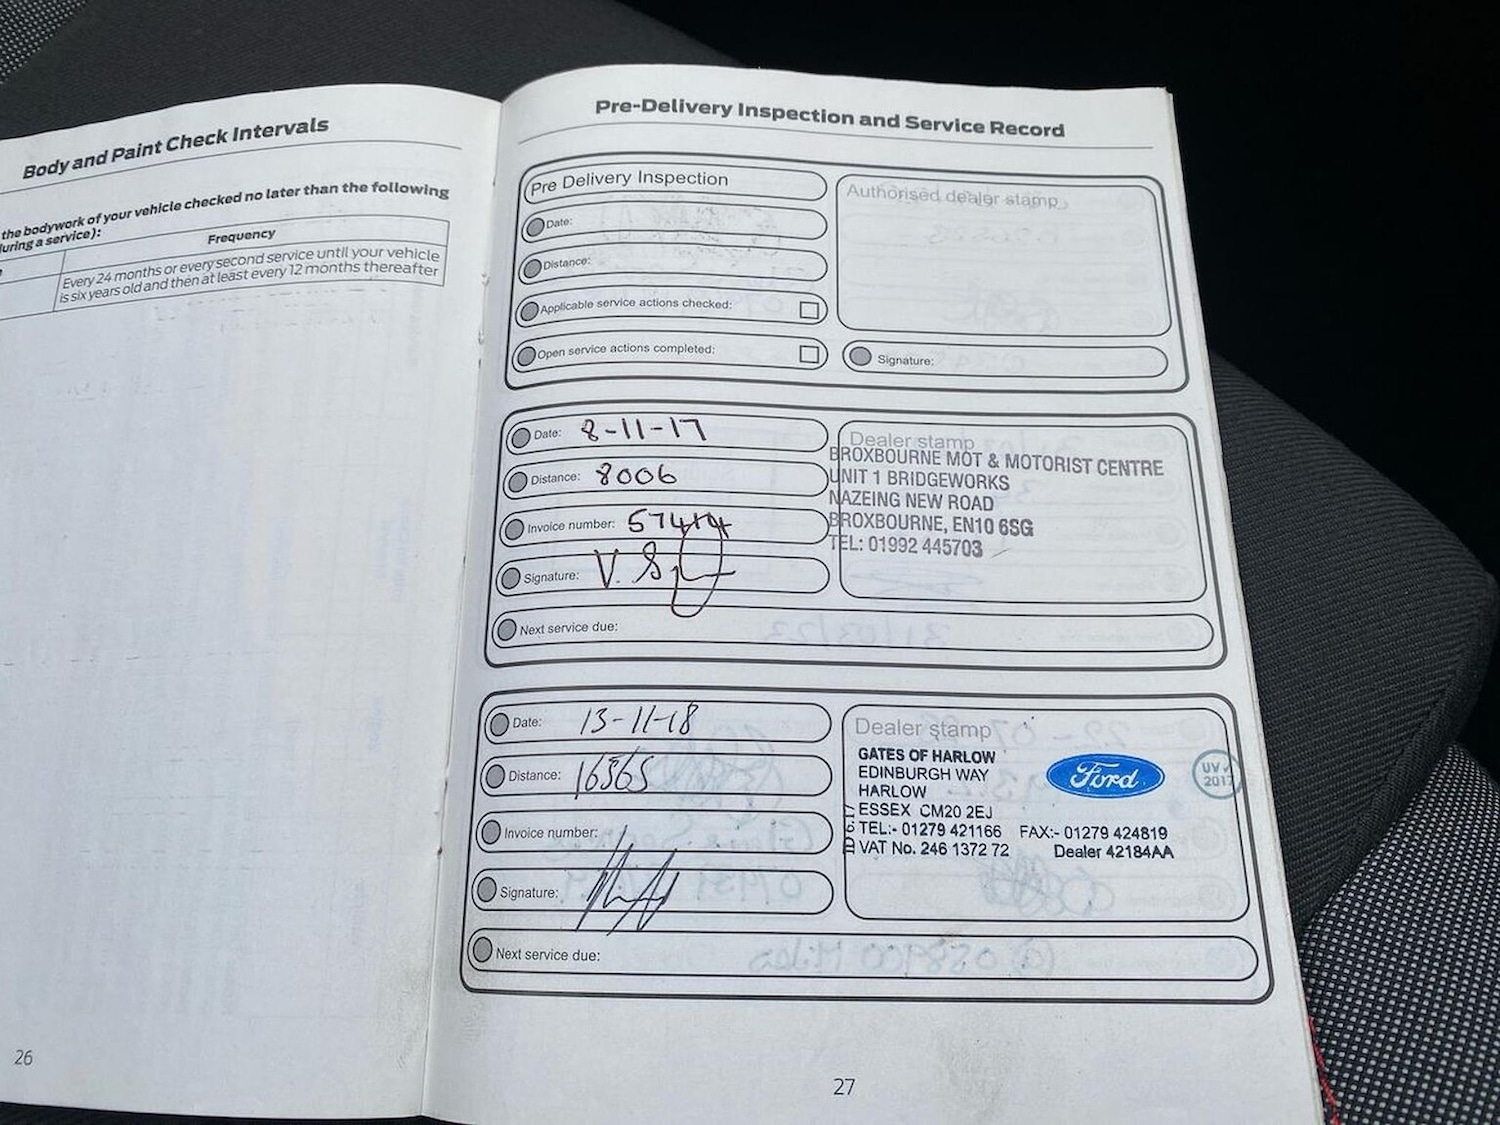 Body and Paint Check Intervals
the bodywork of your vehicle checked no later than the following
during a service):
Frequency
Every 24 months or every second service until your vehicle
is six years old and then at least every 12 months thereafter
26
Pre-Delivery Inspection and Service Record
Pre Delivery Inspection
Date:
Distance:
Applicable service actions checked:
Open service actions completed:
Authorised dealer stamp
Signature:
Date: 8-11-17
Distance: 8006
Invoice number: 57414
Signature: V. S
Next service due:
Dealer stamp
BROXBOURNE MOT & MOTORIST CENTRE
UNIT 1 BRIDGEWORKS
NAZEING NEW ROAD
BROXBOURNE, EN10 6SG
TEL: 01992 445703
Date: 13-11-18
Distance: 16365
Invoice number:
Signature:
Next service due:
Dealer stamp
GATES OF HARLOW
EDINBURGH WAY
HARLOW
ESSEX CM20 2EJ
TEL:- 01279 421166 FAX:- 01279 424819
VAT No. 246 1372 72 Dealer 42184AA
Ford
UV✓
2017
27